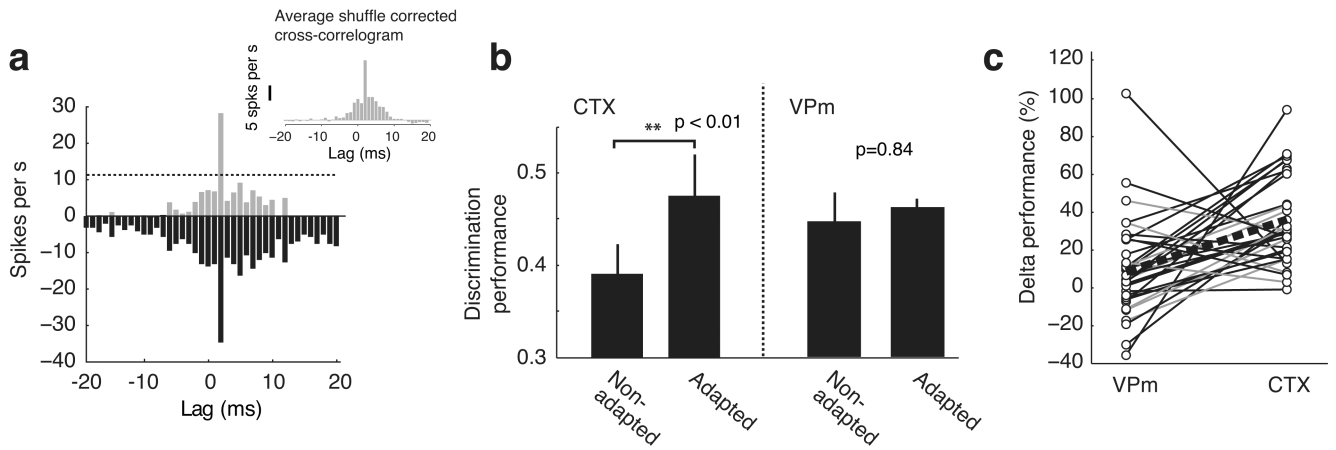 a
Average shuffle corrected
cross-correlogram
5 spks per s
−20 −10 0 10 20
Lag (ms)
Spikes per s
30
20
10
0
−10
−20
−30
−40
-20 -10 0 10 20
Lag (ms)
b
CTX
VPm
** p < 0.01
p=0.84
Discrimination
performance
0.5
0.4
0.3
Non-
adapted
Adapted
Non-
adapted
Adapted
c
Delta performance (%)
120
100
80
60
40
20
0
−20
−40
VPm CTX